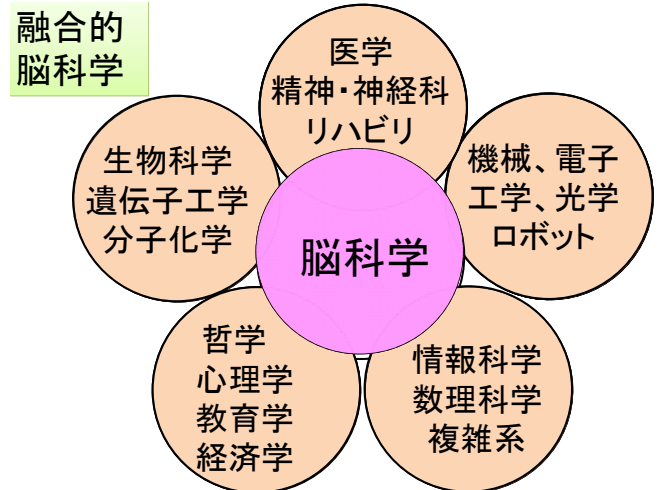 融合的
脳科学
医学
精神・神経科
リハビリ
生物科学
遺伝子工学
分子化学
機械、電子
工学、光学
ロボット
脳科学
哲学
心理学
教育学
経済学
情報科学
数理科学
複雑系